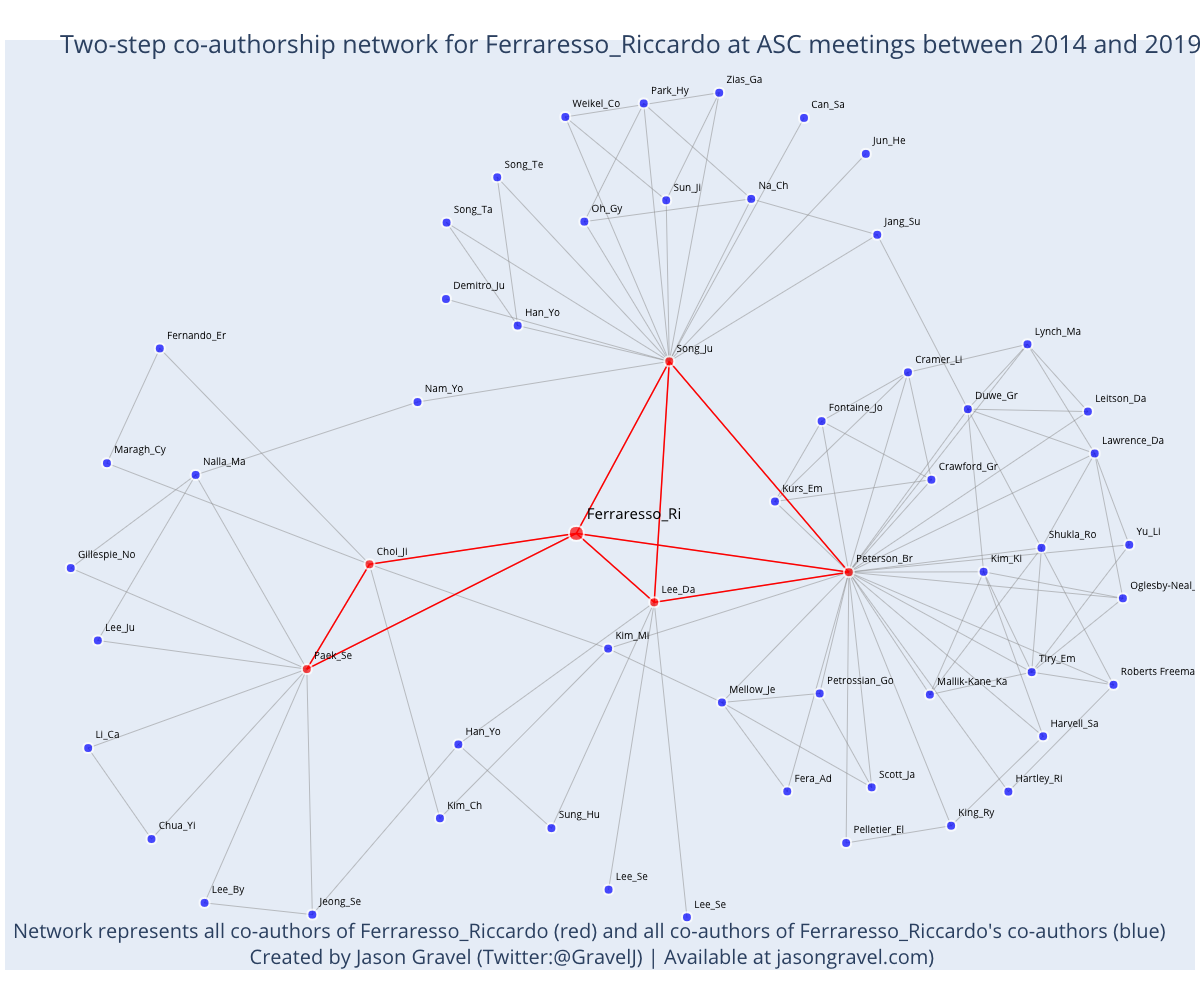 Two-step co-authorship network for Ferraresso_Riccardo at ASC meetings between 2014 and 2019
Zias_Ga
Park_Hy
Weikel_Co
Can_Sa
Jun_He
Song_Te
Sun_Ji
Na_Ch
Song_Ta
Oh_Gy
Jang_Su
Demitro_Ju
Han_Yo
Fernando_Er
Lynch_Ma
Song_Ju
Cramer_Li
Nam_Yo
Duwe_Gr
Leitson_Da
Fontaine_Jo
Maragh_Cy
Lawrence_Da
Nalla_Ma
Crawford_Gr
Kurs_Em
Ferraresso_Ri
Shukla_Ro
Yu_Li
Gillespie_No
Choi_Ji
Peterson_Br
Kim_Ki
Lee_Da
Oglesby-Neal_
Lee_Ju
Kim_Mi
Paek_Se
Tiry_Em
Roberts Freema
Mellow_Je
Petrossian_Go
Mallik-Kane_Ka
Li_Ca
Han_Yo
Harvell_Sa
Fera_Ad
Scott_Ja
Hartley_Ri
Kim_Ch
Sung_Hu
King_Ry
Chua_Yi
Pelletier_El
Lee_Se
Lee_By
Jeong_Se
Lee_Se
Network represents all co-authors of Ferraresso_Riccardo (red) and all co-authors of Ferraresso_Riccardo's co-authors (blue)
Created by Jason Gravel (Twitter:@GravelJ) | Available at jasongravel.com)